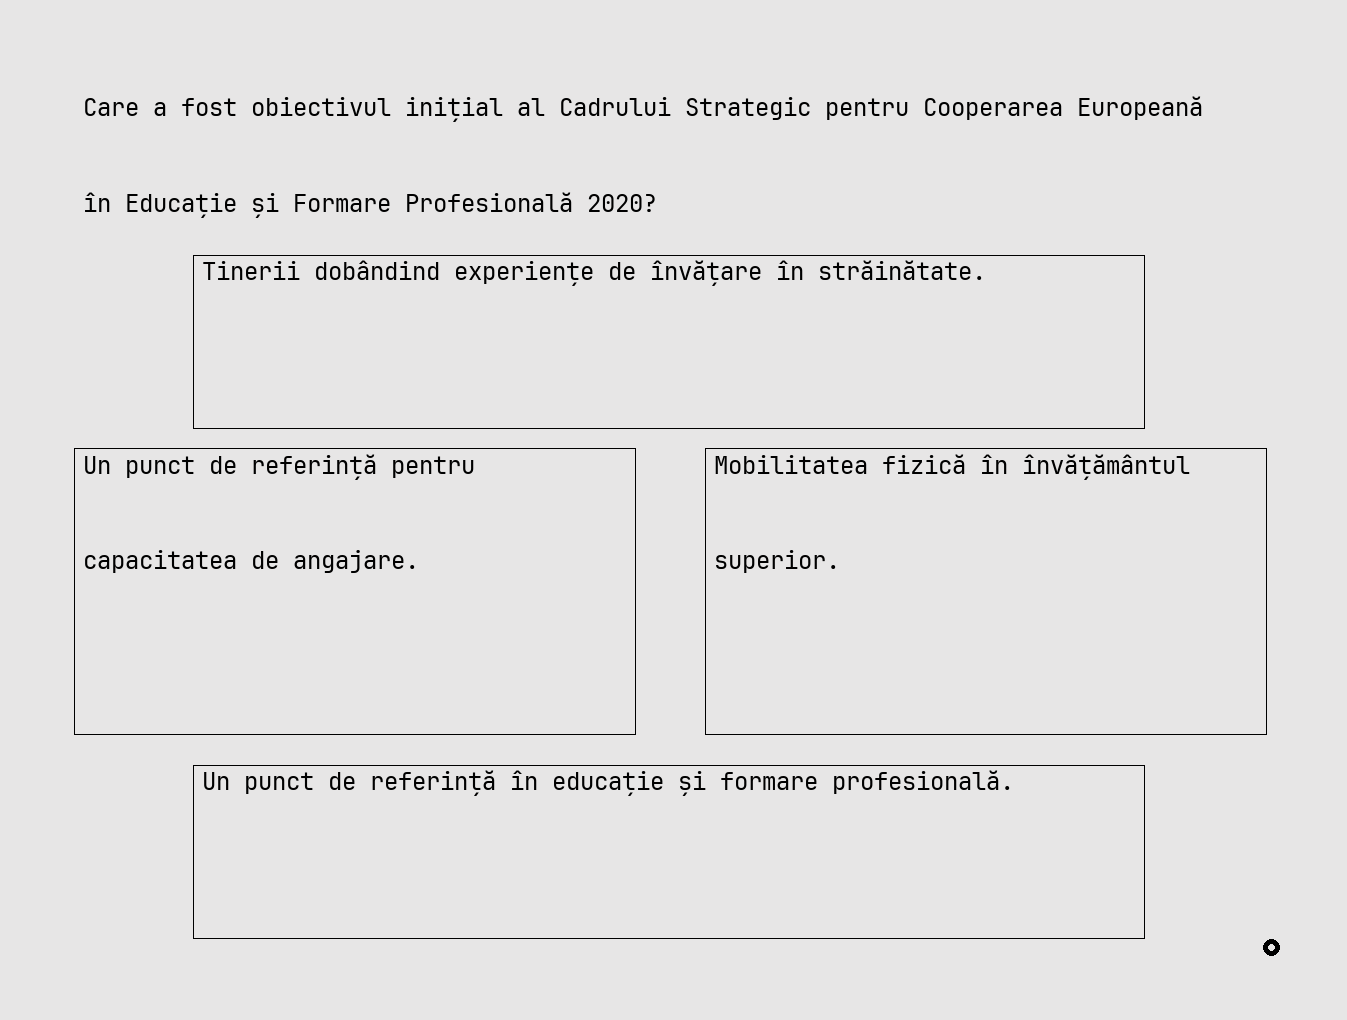 Care a fost obiectivul inițial al Cadrului Strategic pentru Cooperarea Europeană
în Educație și Formare Profesională 2020?
Tinerii dobândind experiențe de învățare în străinătate.
Un punct de referință pentru
capacitatea de angajare.
Mobilitatea fizică în învățământul
superior.
Un punct de referință în educație și formare profesională.